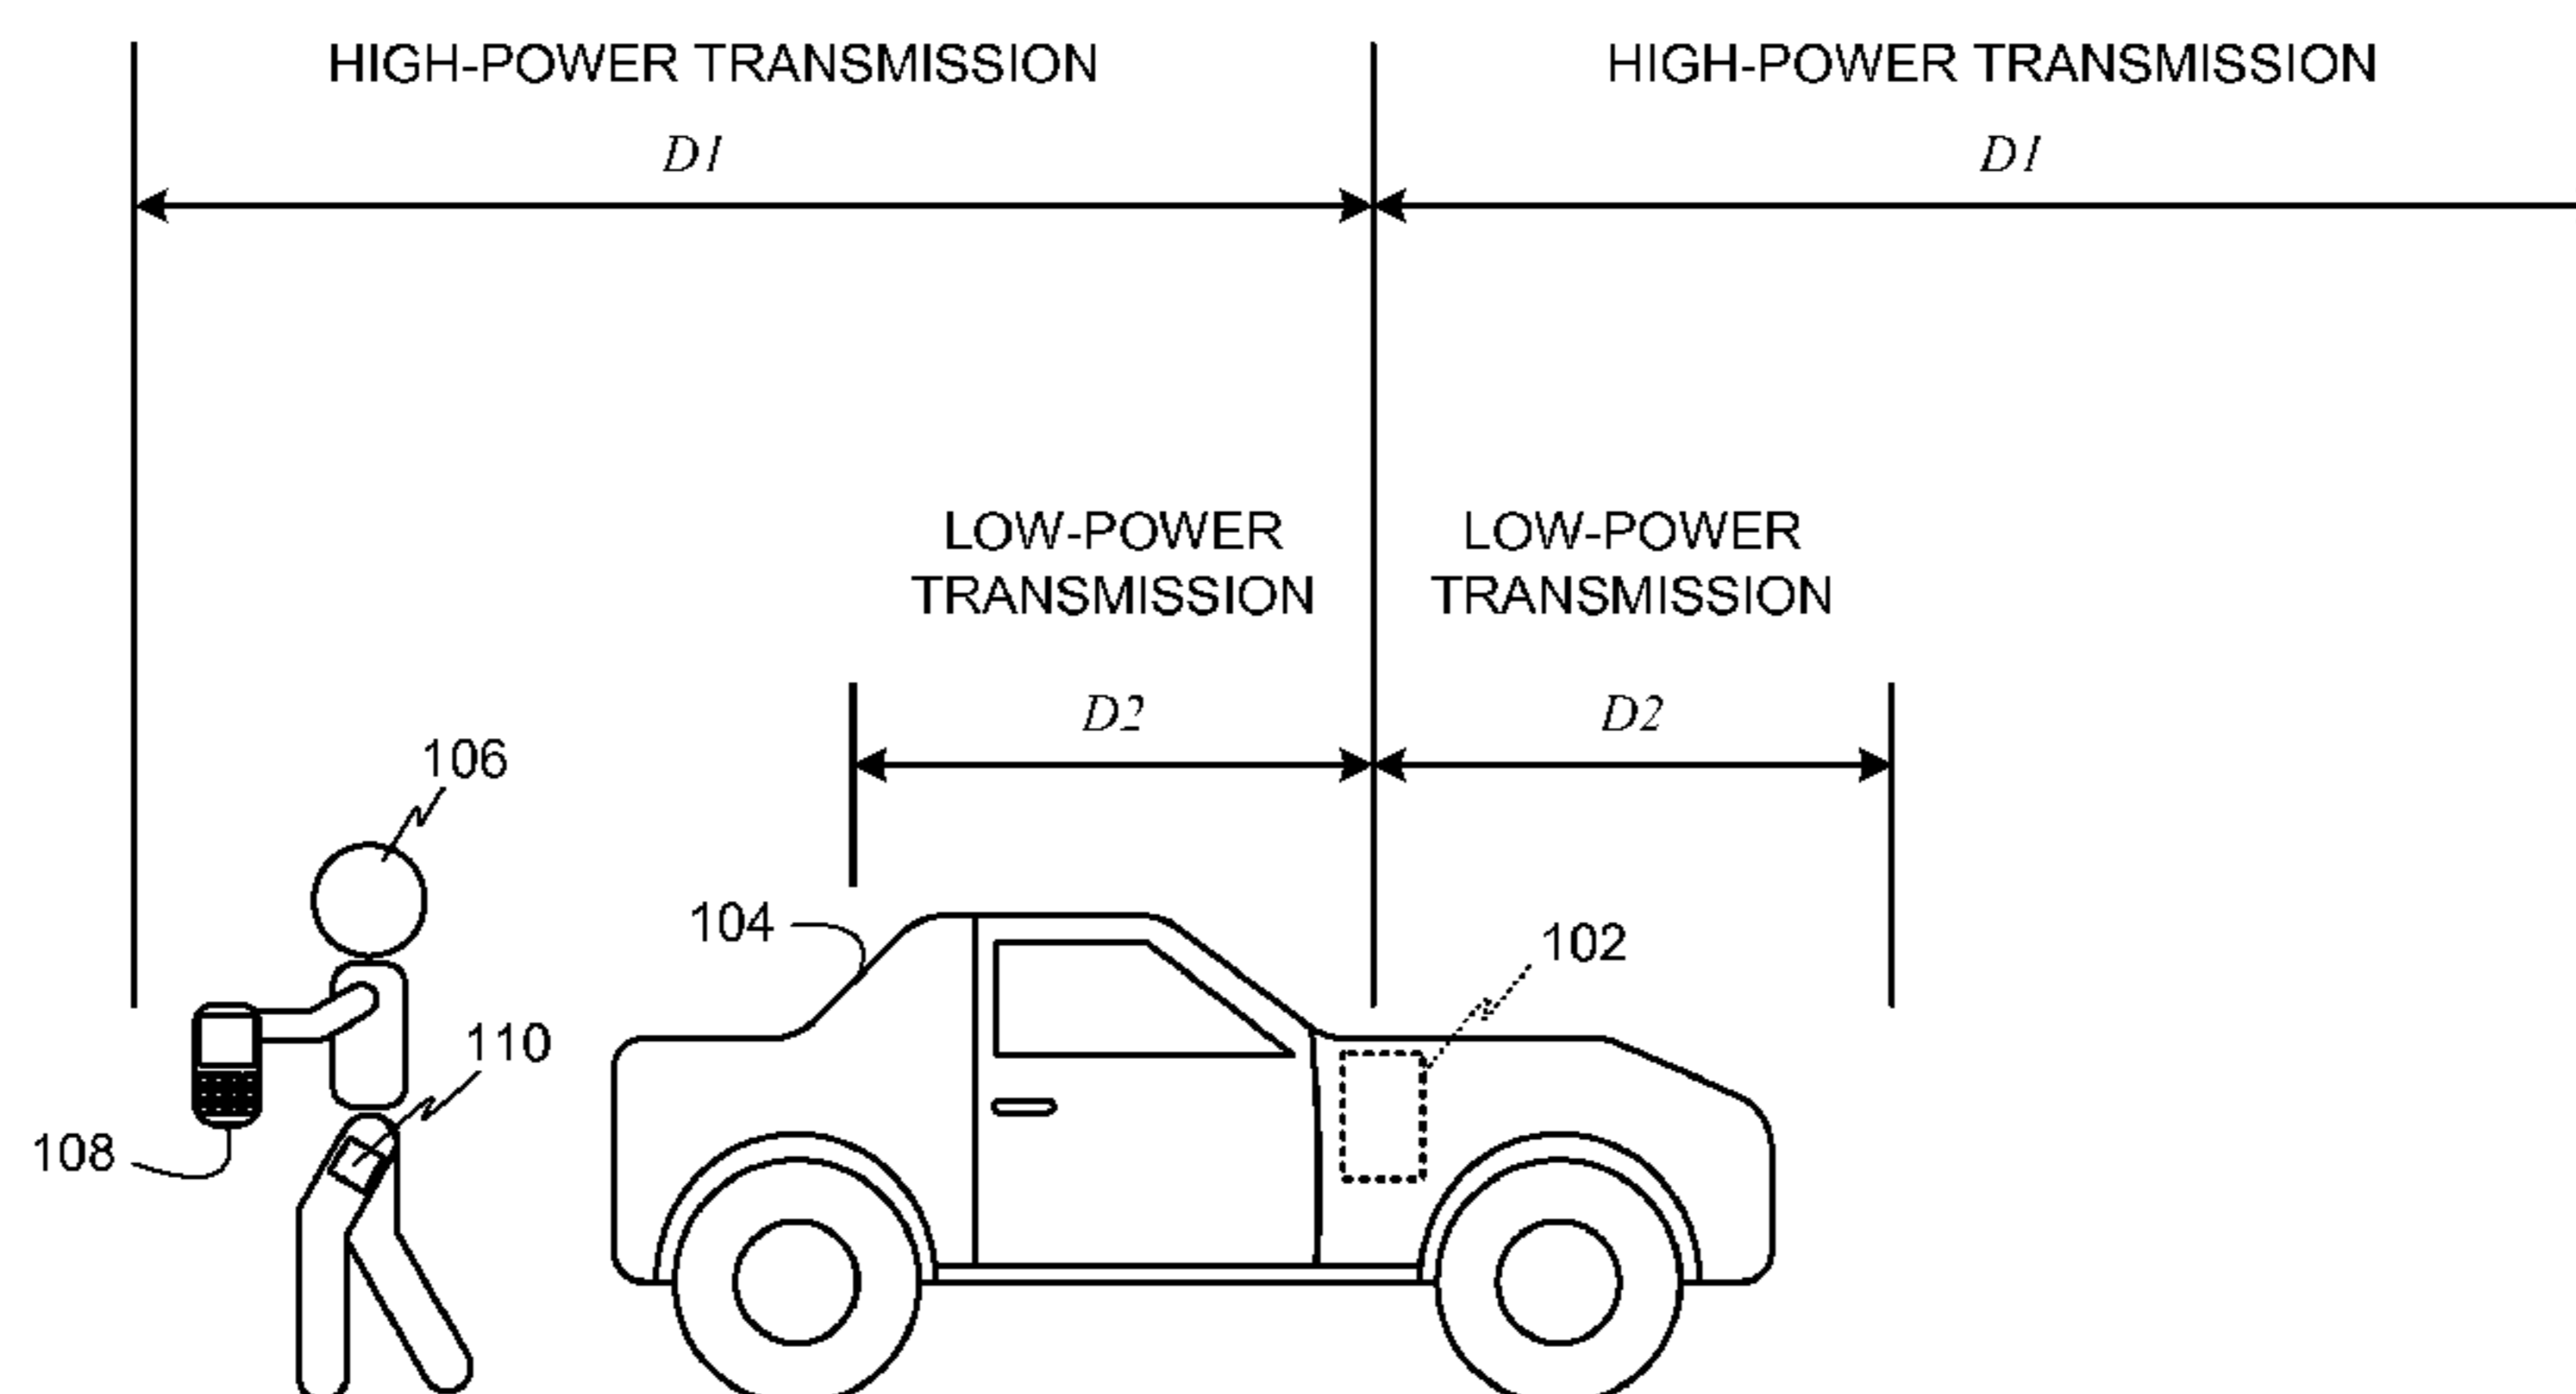 HIGH-POWER TRANSMISSION
HIGH-POWER TRANSMISSION
D1
D1
LOW-POWER
TRANSMISSION
LOW-POWER
TRANSMISSION
D2
D2
106
104
102
110
108